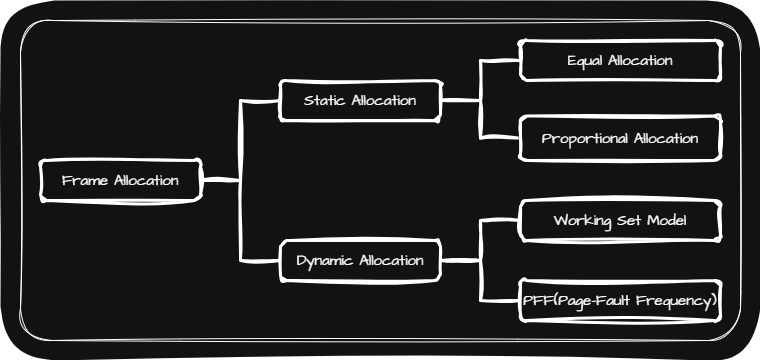 Frame Allocation
Static Allocation
Equal Allocation
Proportional Allocation
Dynamic Allocation
Working Set Model
PFF(Page-Fault Frequency)